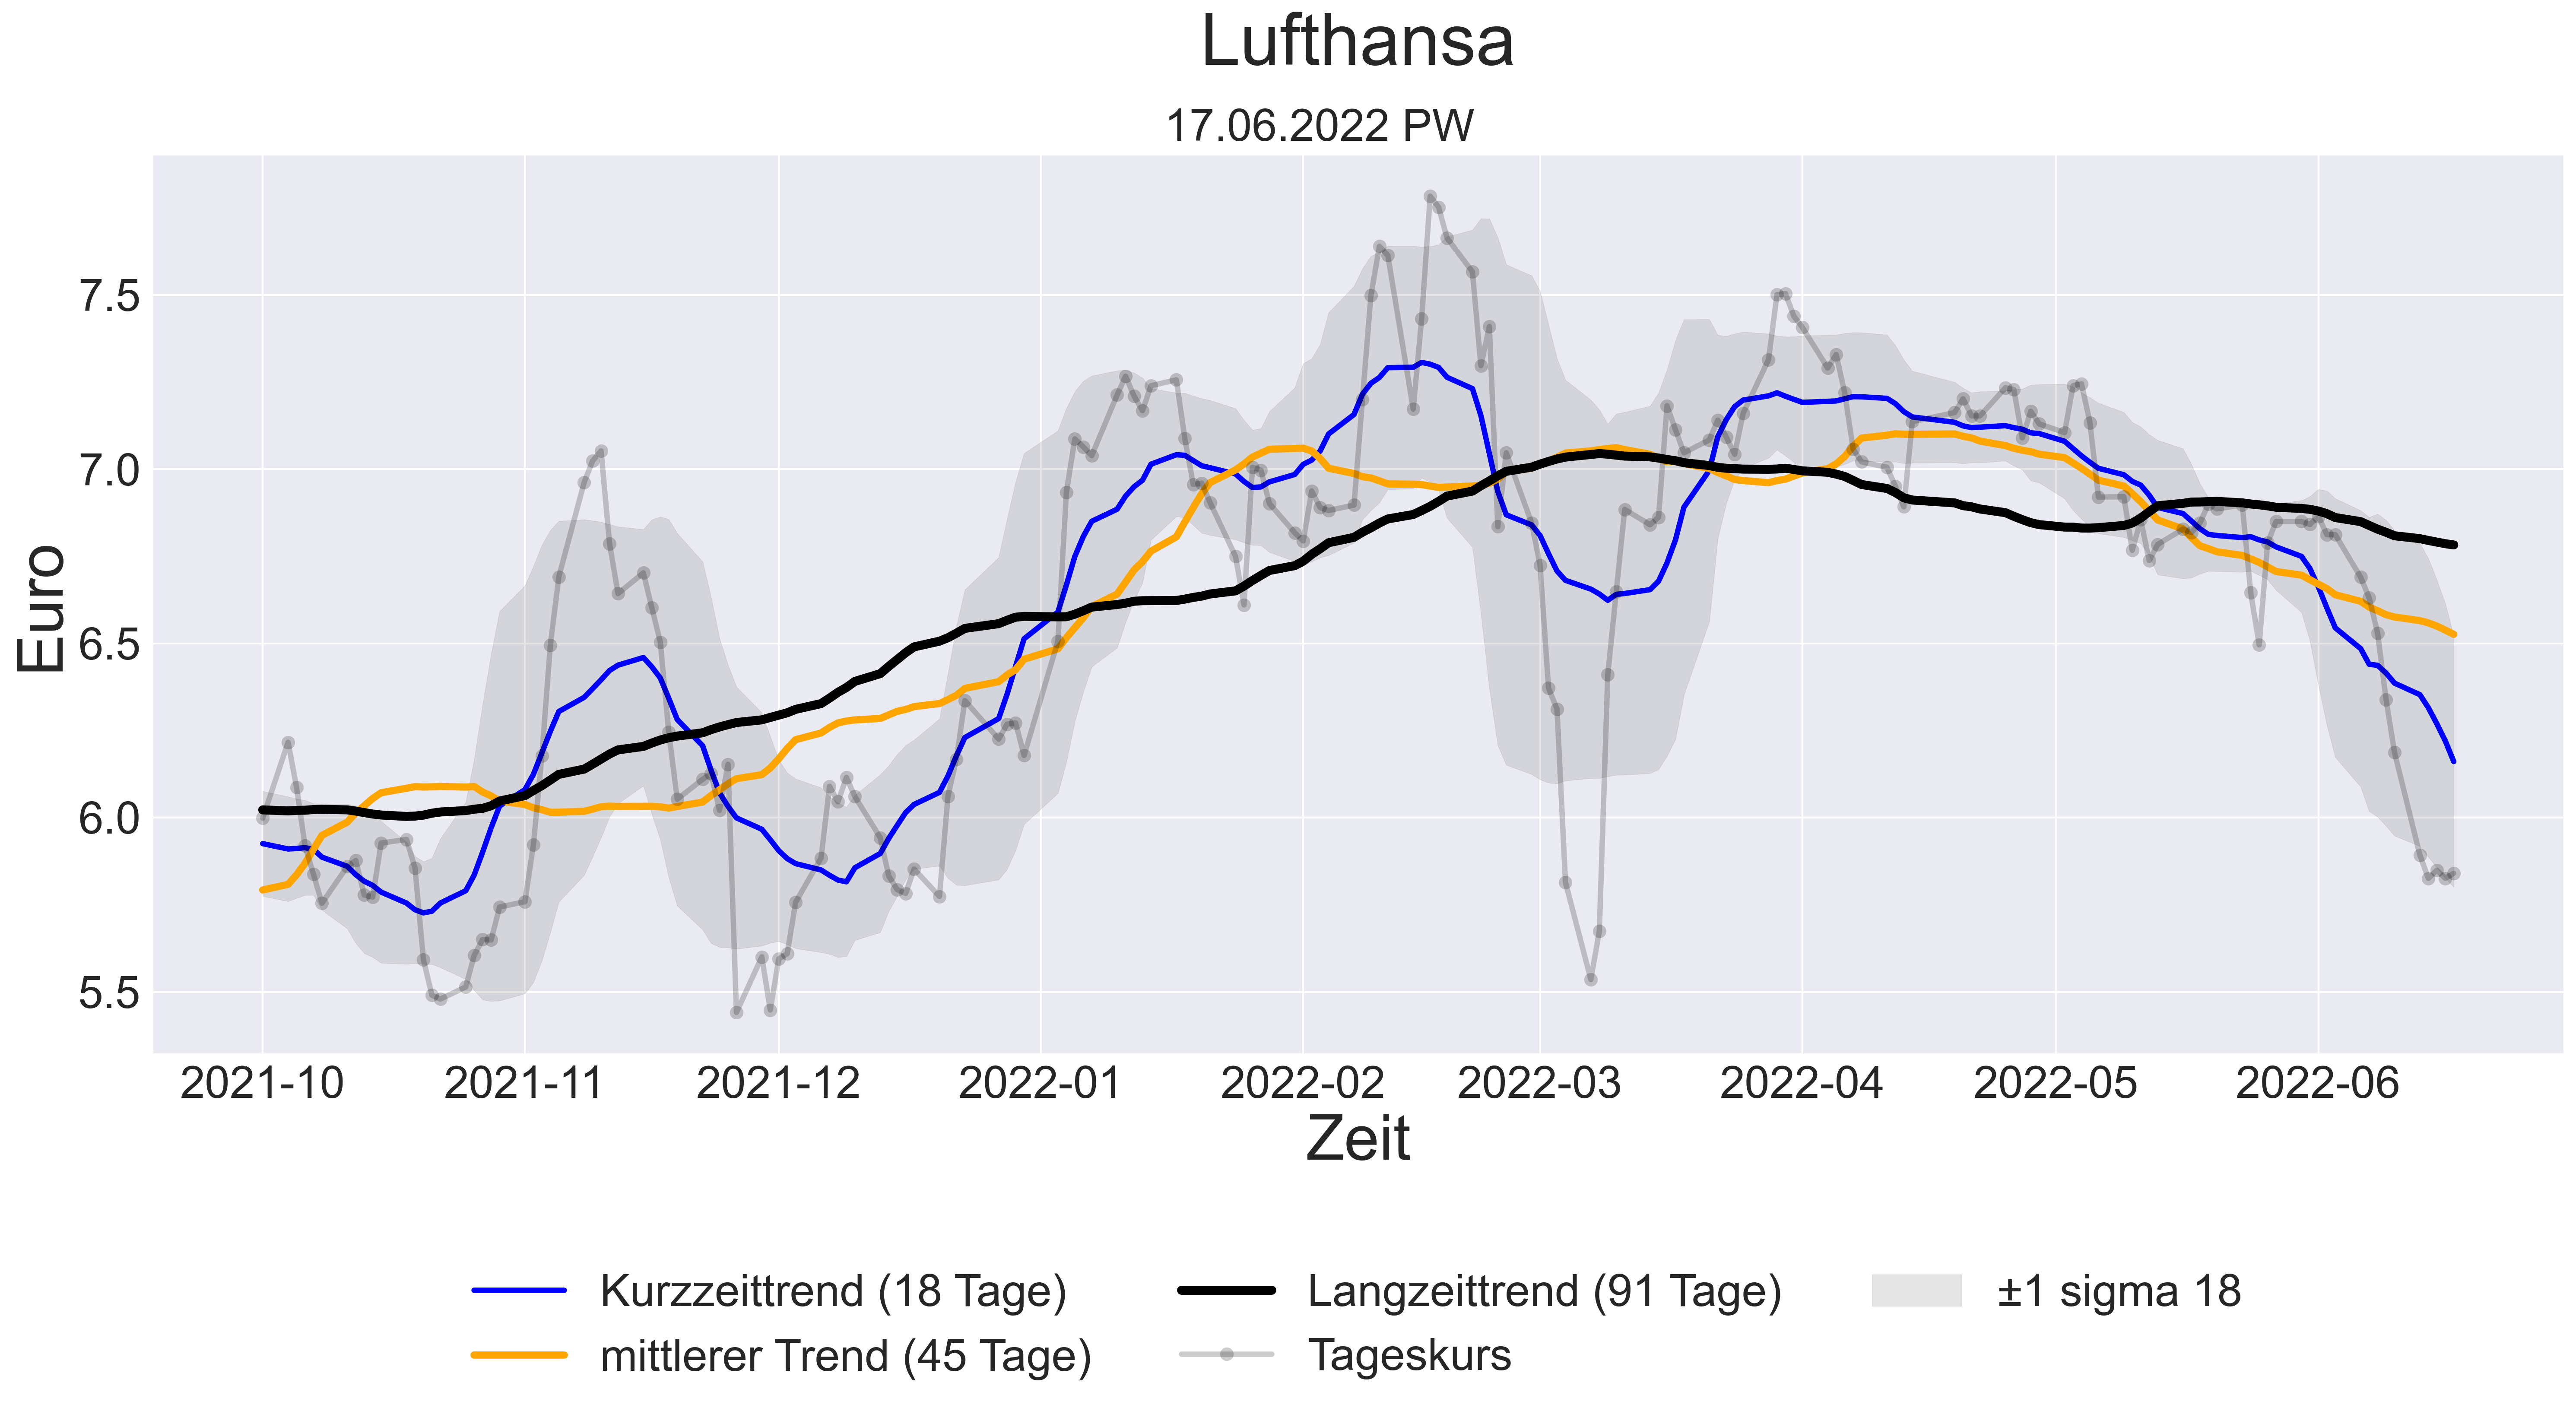 Lufthansa
17.06.2022 PW
Euro
7.5
7.0
6.5
6.0
5.5
2021-10 2021-11 2021-12 2022-01 2022-02 2022-03 2022-04 2022-05 2022-06
Zeit
Kurzzeittrend (18 Tage) Langzeittrend (91 Tage) ±1 sigma 18
mittlerer Trend (45 Tage) Tageskurs